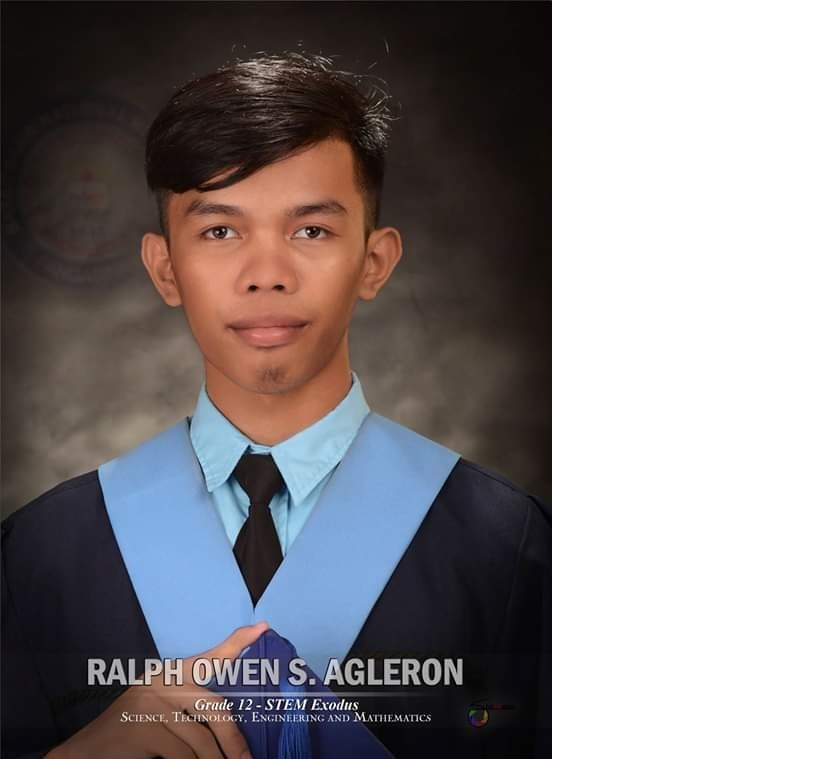 RALPH OWEN S. AGLERON
Grade 12 - STEM Exodus
Science, Technology, Engineering and Mathematics